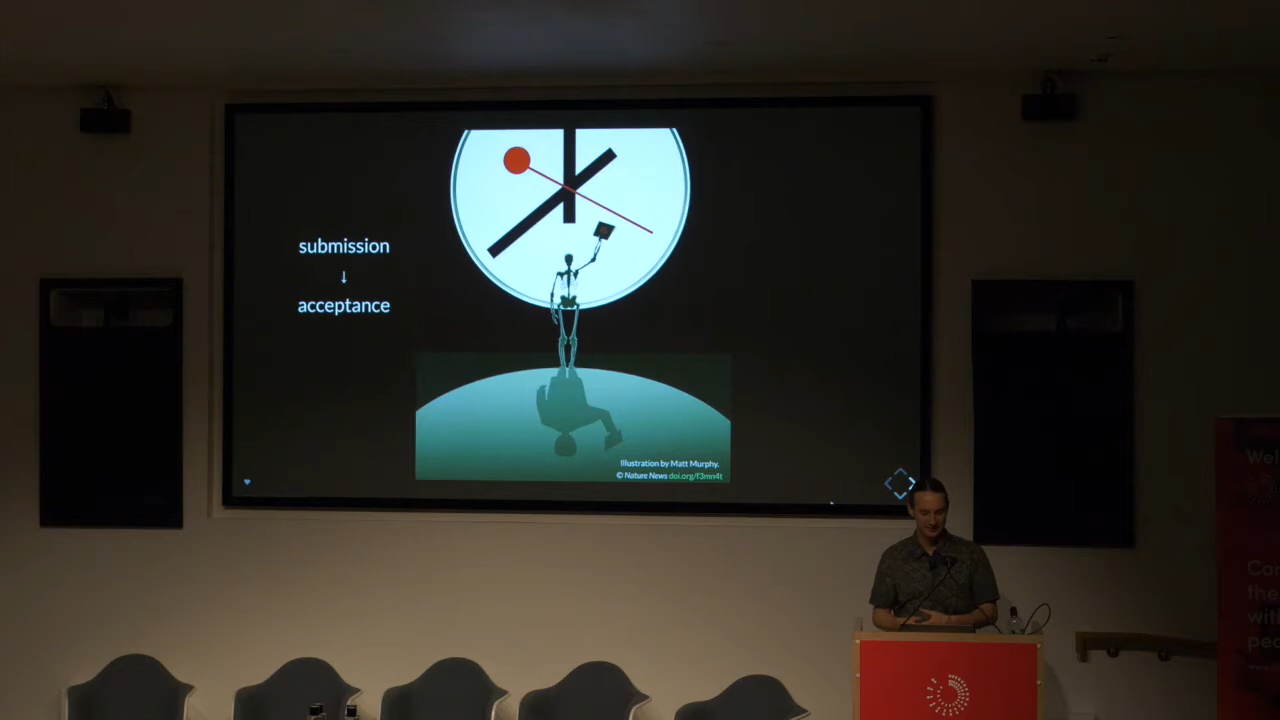 submission
↓
acceptance
Illustration by Matt Murphy.
© Nature News doi.org/f3mn4t